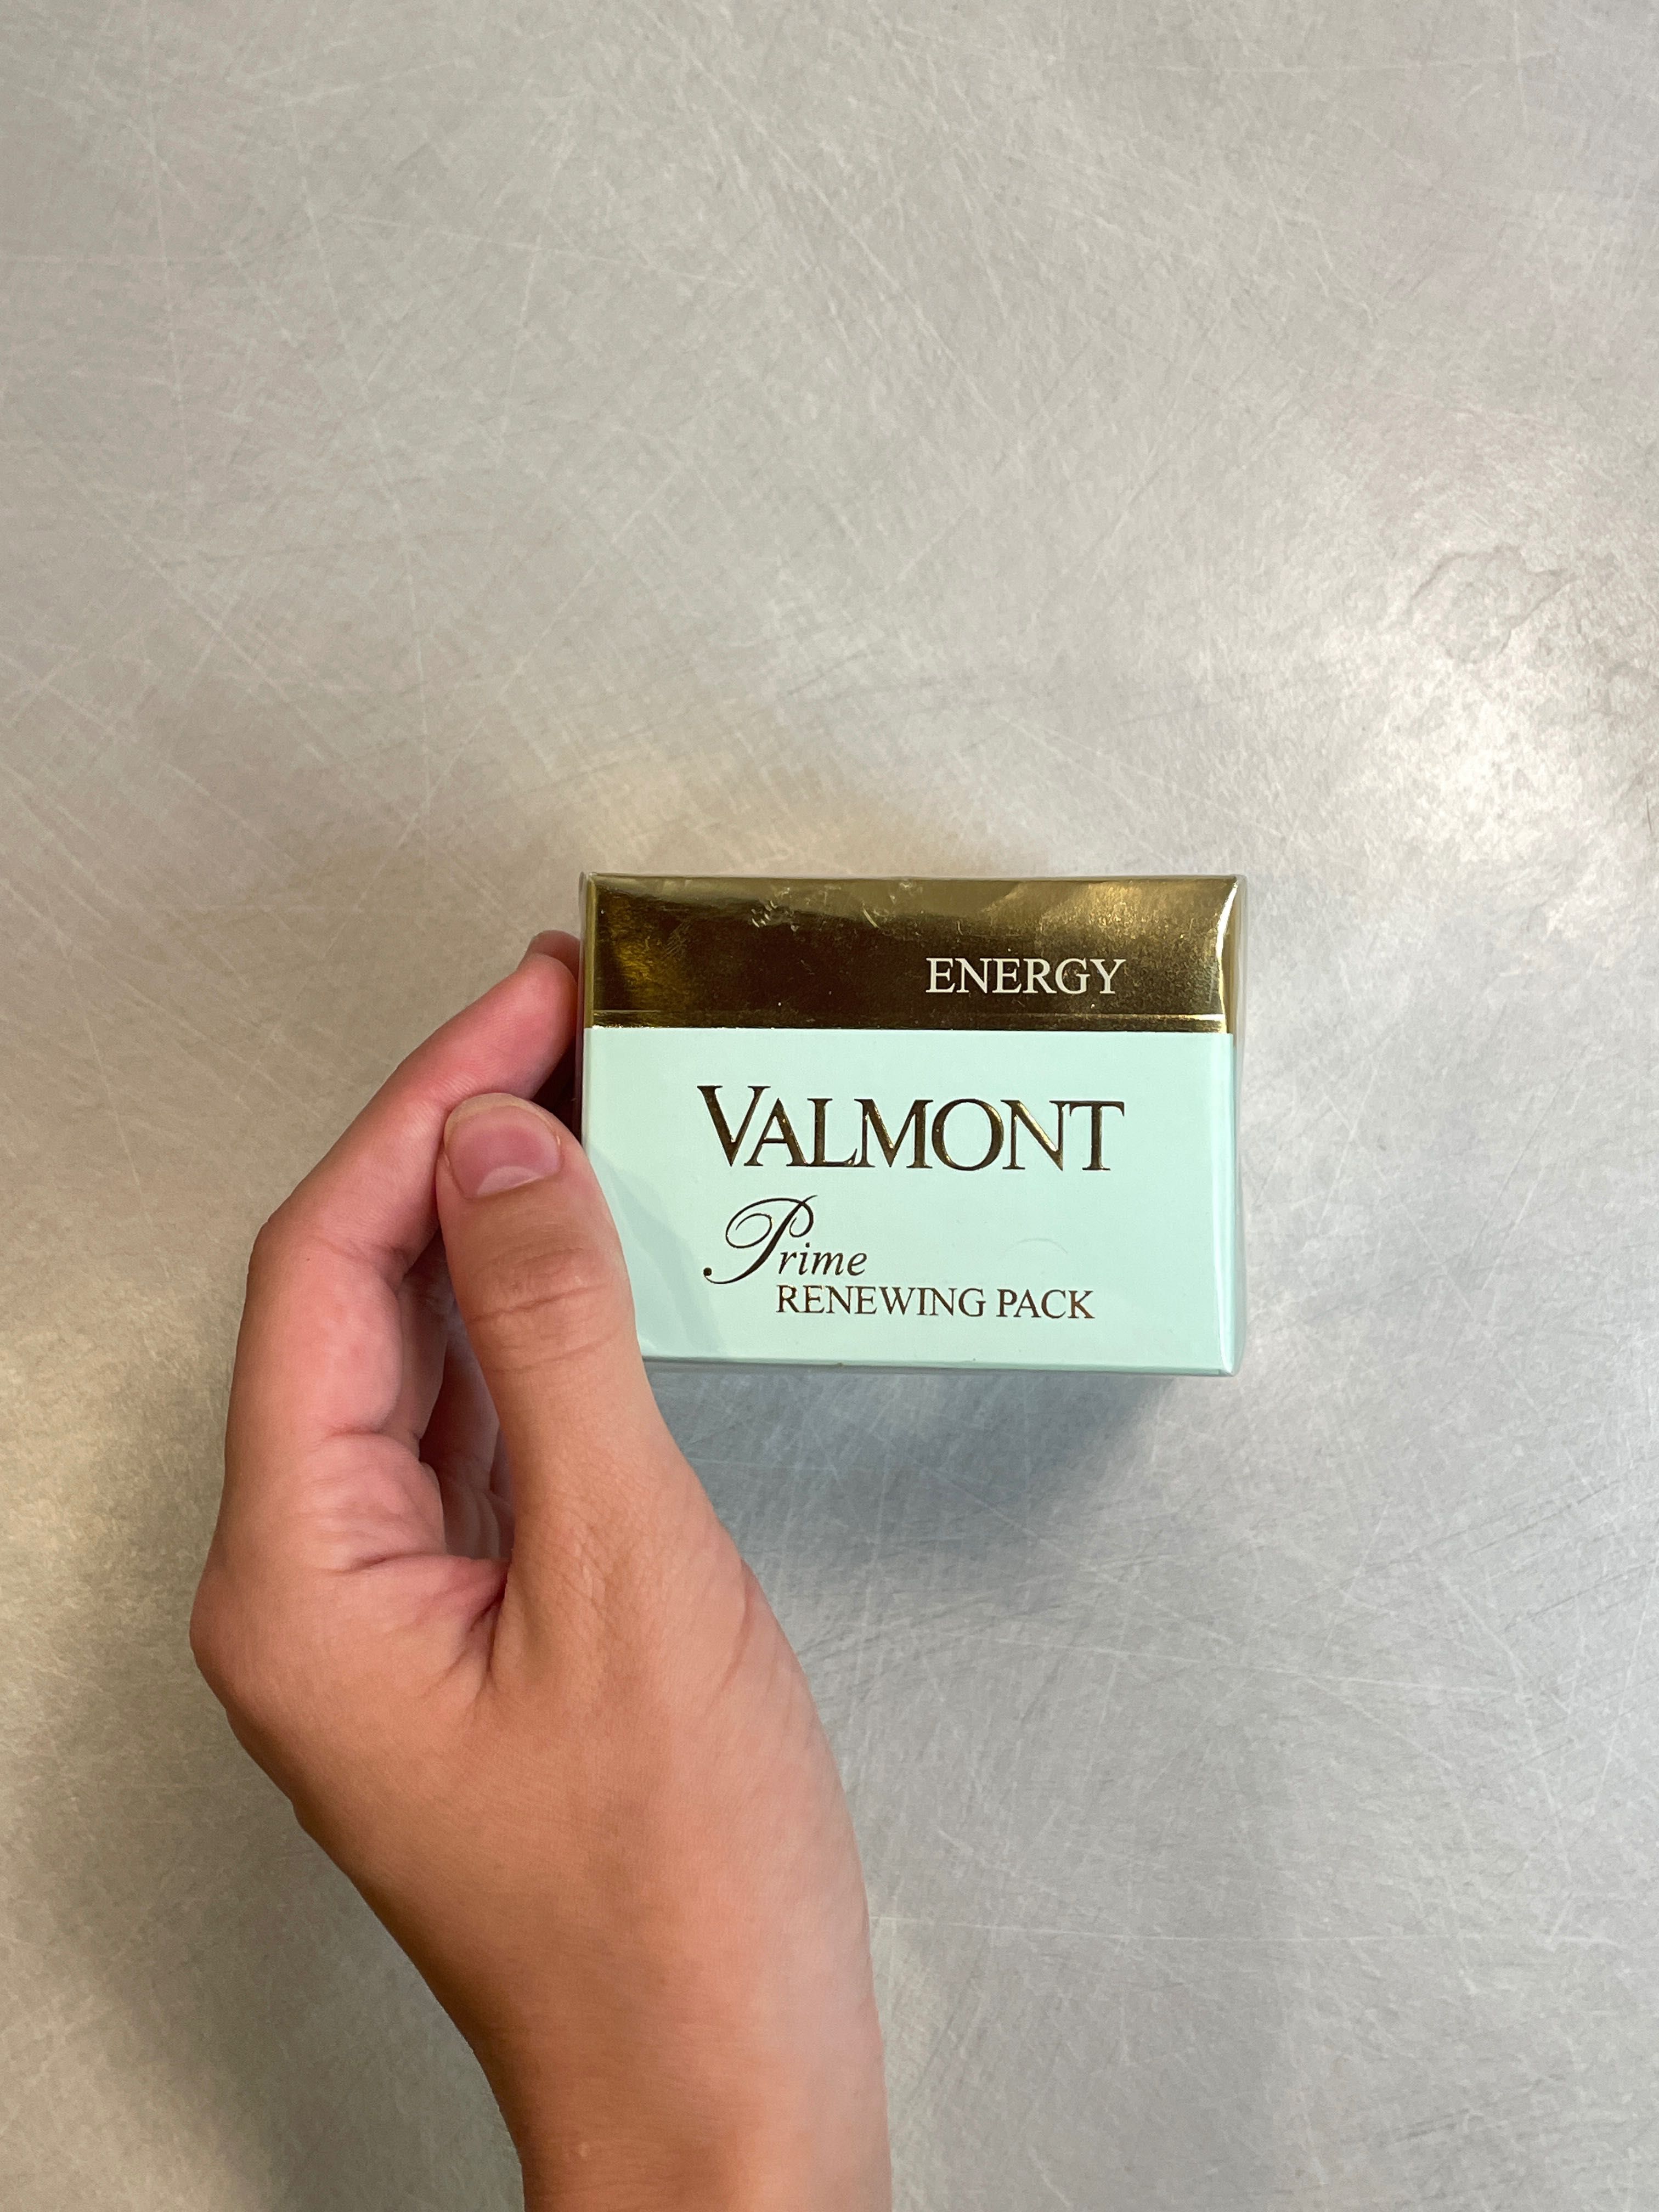 ENERGY
VALMONT
Prime
RENEWING PACK